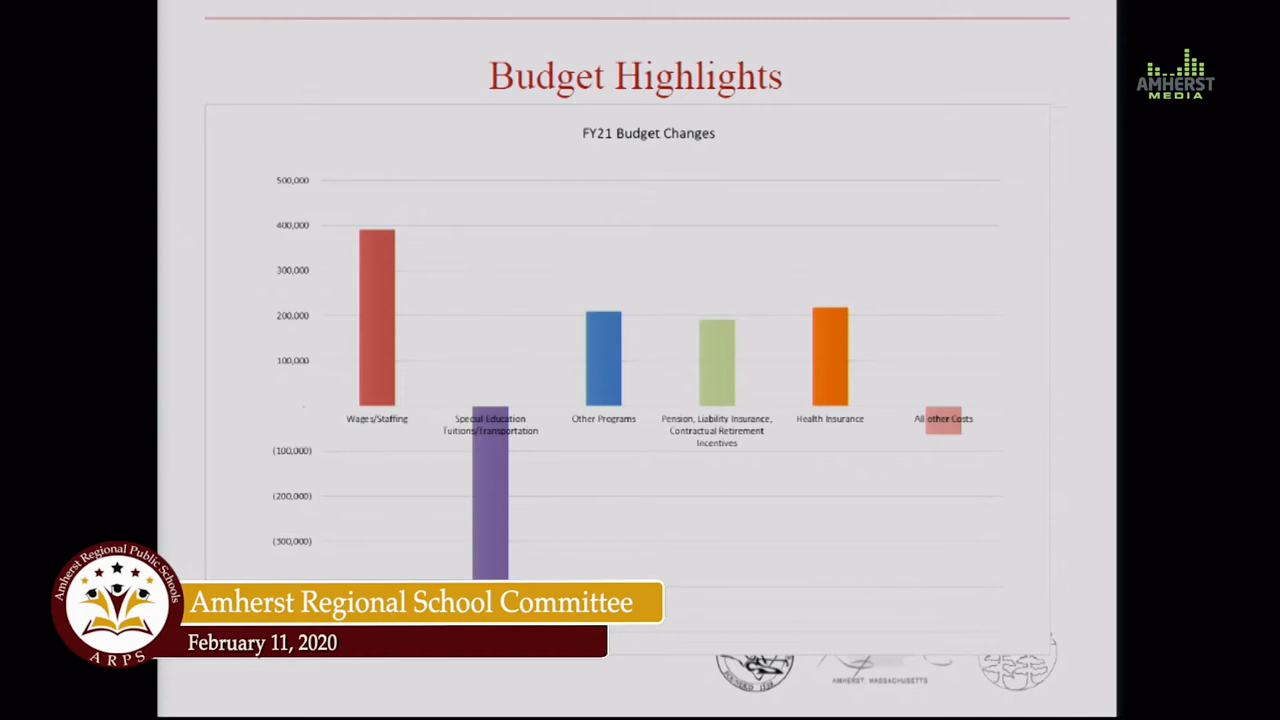 Budget Highlights
AMHERST
MEDIA
FY21 Budget Changes
500,000
400,000
300,000
200,000
100,000
-
Wages/Staffing
Special Education
Tuitions/Transportation
Other Programs
Pension, Liability Insurance,
Contractual Retirement
Incentives
Health Insurance
All other Costs
(100,000)
(200,000)
(300,000)
Amherst Regional Public Schools
ARPS
Amherst Regional School Committee
February 11, 2020
AMHERST, MASSACHUSETTS